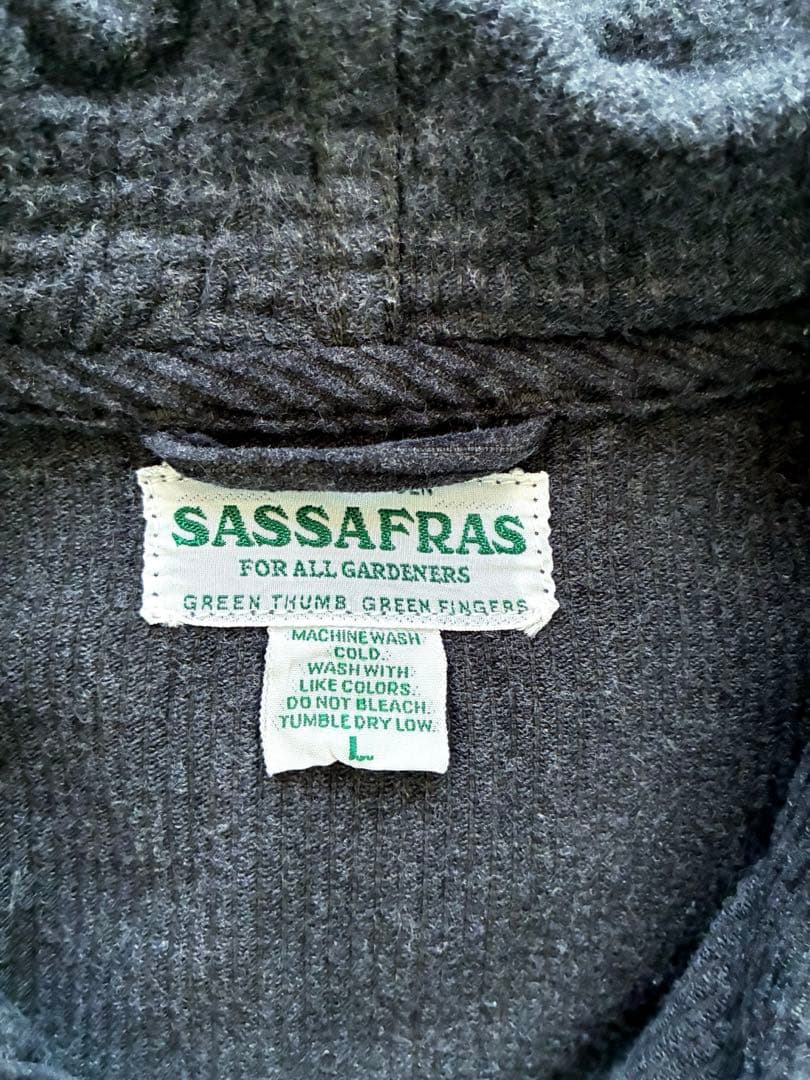 SASSAFRAS
FOR ALL GARDENERS
GREEN THUMB GREEN FINGERS
MACHINE WASH
COLD.
WASH WITH
LIKE COLORS.
DO NOT BLEACH.
TUMBLE DRY LOW.
L